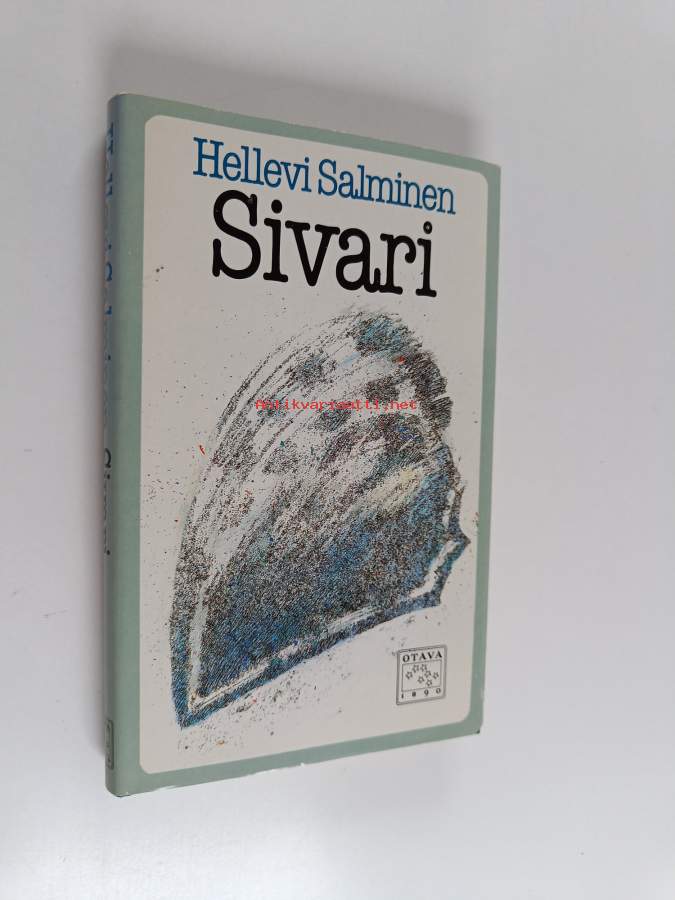 Hellevi Salminen
Sivari
Antikvariaatti.net
OTAVA
1890